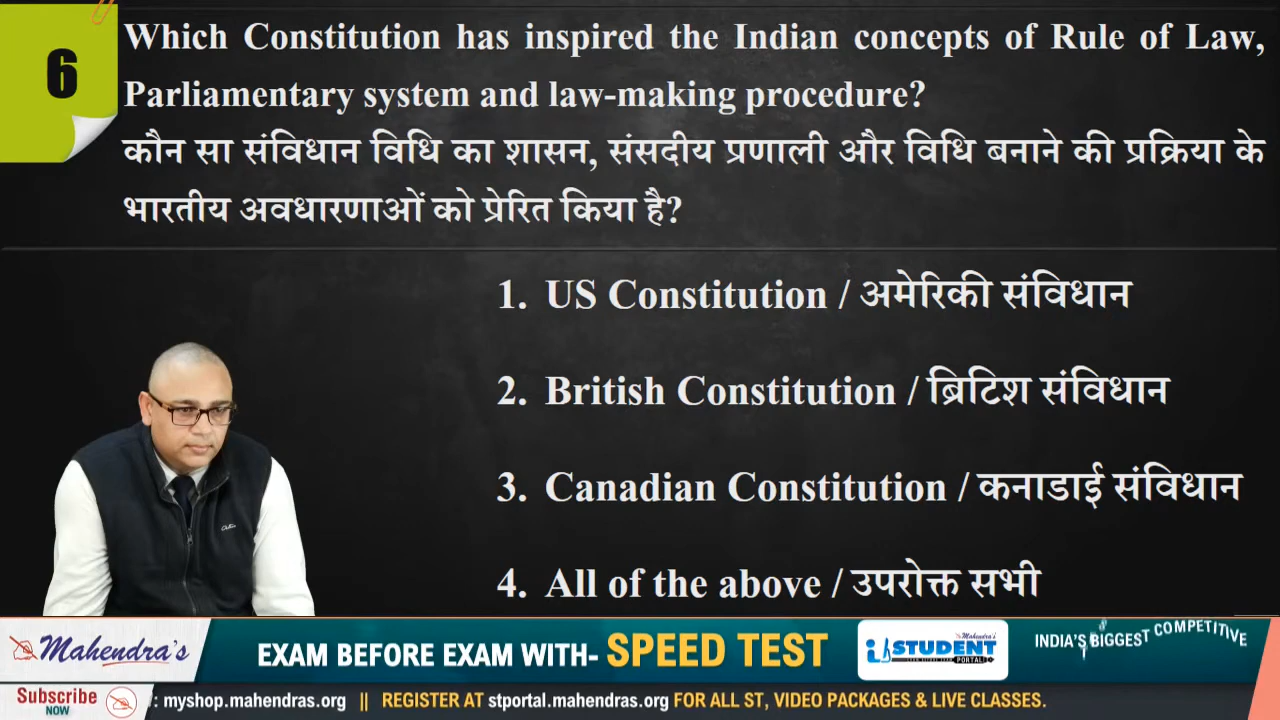 6
Which Constitution has inspired the Indian concepts of Rule of Law,
Parliamentary system and law-making procedure?
कौन सा संविधान विधि का शासन, संसदीय प्रणाली और विधि बनाने की प्रक्रिया के
भारतीय अवधारणाओं को प्रेरित किया है?
1. US Constitution / अमेरिकी संविधान
2. British Constitution / ब्रिटिश संविधान
3. Canadian Constitution / कनाडाई संविधान
4. All of the above / उपरोक्त सभी
Mahendra's
EXAM BEFORE EXAM WITH- SPEED TEST
Mahendra's
STUDENT
PORTAL
INDIA'S BIGGEST COMPETITIVE
Subscribe
NOW
: myshop.mahendras.org || REGISTER AT stportal.mahendras.org FOR ALL ST, VIDEO PACKAGES & LIVE CLASSES.